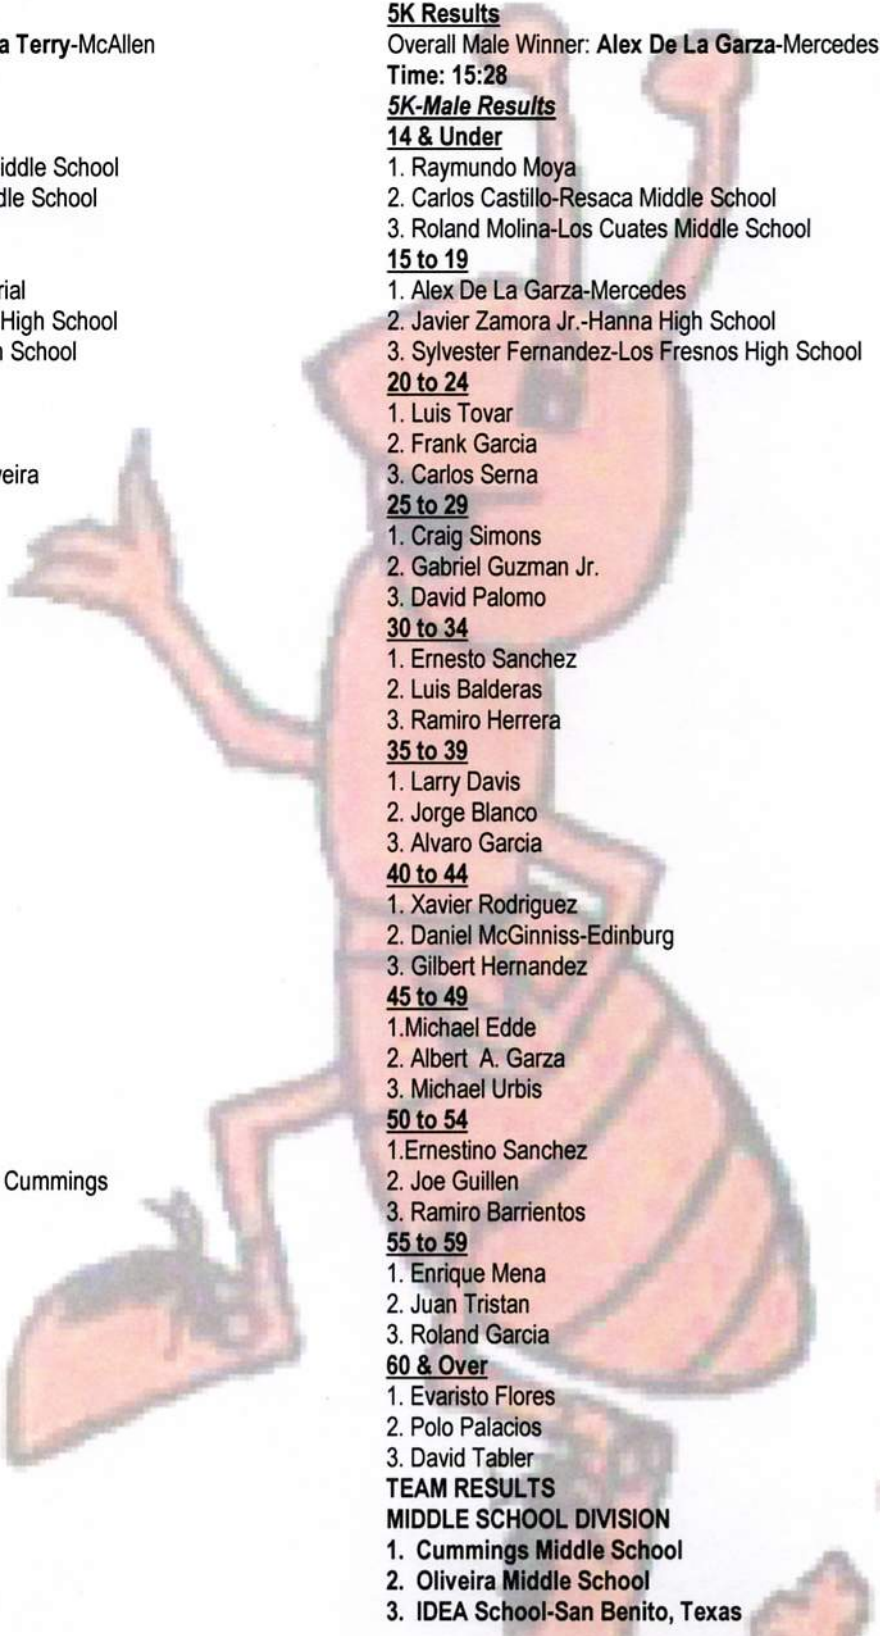 a Terry-McAllen
iddle School
dle School
rial
High School
School
eira
Cummings
5K Results
Overall Male Winner: Alex De La Garza-Mercedes
Time: 15:28
5K-Male Results
14 & Under
1. Raymundo Moya
2. Carlos Castillo-Resaca Middle School
3. Roland Molina-Los Cuates Middle School
15 to 19
1. Alex De La Garza-Mercedes
2. Javier Zamora Jr.-Hanna High School
3. Sylvester Fernandez-Los Fresnos High School
20 to 24
1. Luis Tovar
2. Frank Garcia
3. Carlos Serna
25 to 29
1. Craig Simons
2. Gabriel Guzman Jr.
3. David Palomo
30 to 34
1. Ernesto Sanchez
2. Luis Balderas
3. Ramiro Herrera
35 to 39
1. Larry Davis
2. Jorge Blanco
3. Alvaro Garcia
40 to 44
1. Xavier Rodriguez
2. Daniel McGinniss-Edinburg
3. Gilbert Hernandez
45 to 49
1.Michael Edde
2. Albert  A. Garza
3. Michael Urbis
50 to 54
1.Ernestino Sanchez
2. Joe Guillen
3. Ramiro Barrientos
55 to 59
1. Enrique Mena
2. Juan Tristan
3. Roland Garcia
60 & Over
1. Evaristo Flores
2. Polo Palacios
3. David Tabler
TEAM RESULTS
MIDDLE SCHOOL DIVISION
1. Cummings Middle School
2. Oliveira Middle School
3. IDEA School-San Benito, Texas